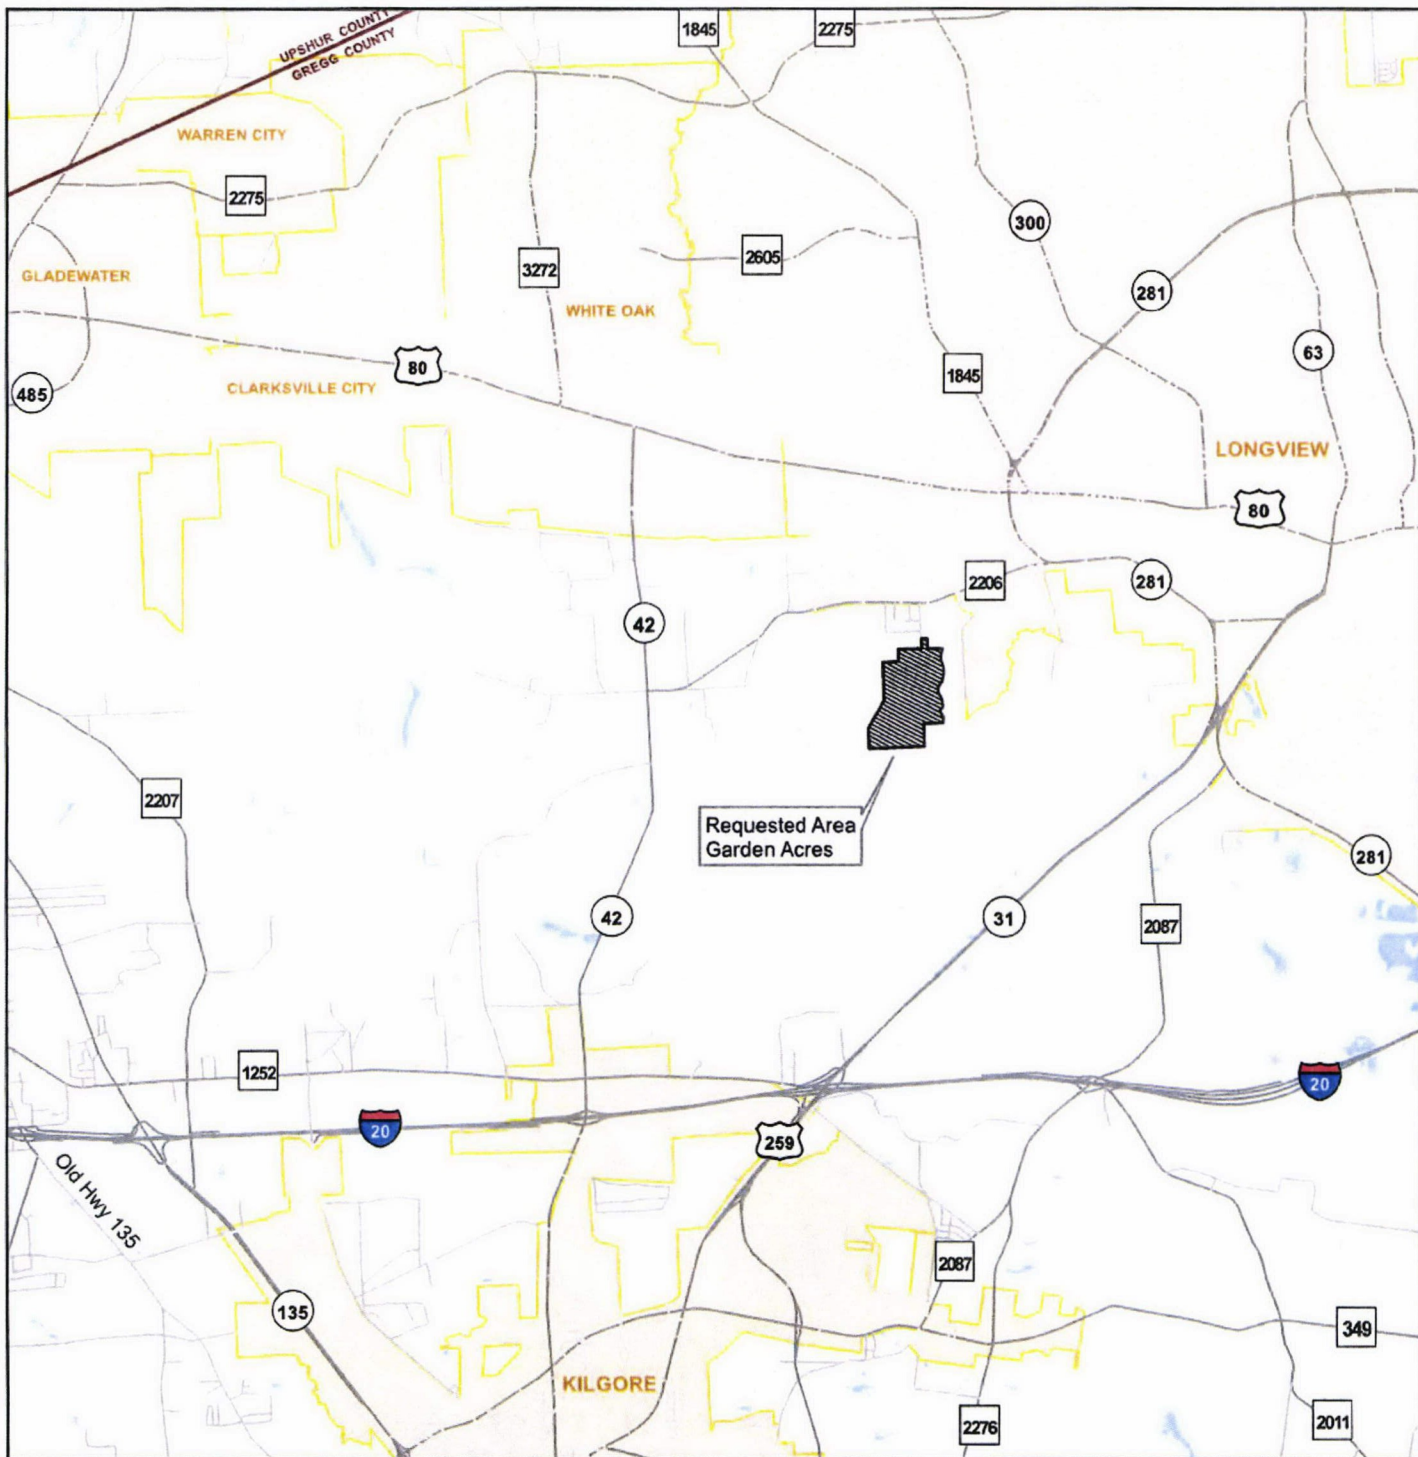 UPSHUR COUNTY
GREGG COUNTY
1845
2275
WARREN CITY
2275
300
3272
2605
GLADEWATER
281
WHITE OAK
63
80
1845
CLARKSVILLE CITY
485
LONGVIEW
80
2206
281
42
2207
Requested Area
Garden Acres
281
42
31
2087
1252
20
20
259
Old Hwy 135
2087
135
349
KILGORE
2276
2011